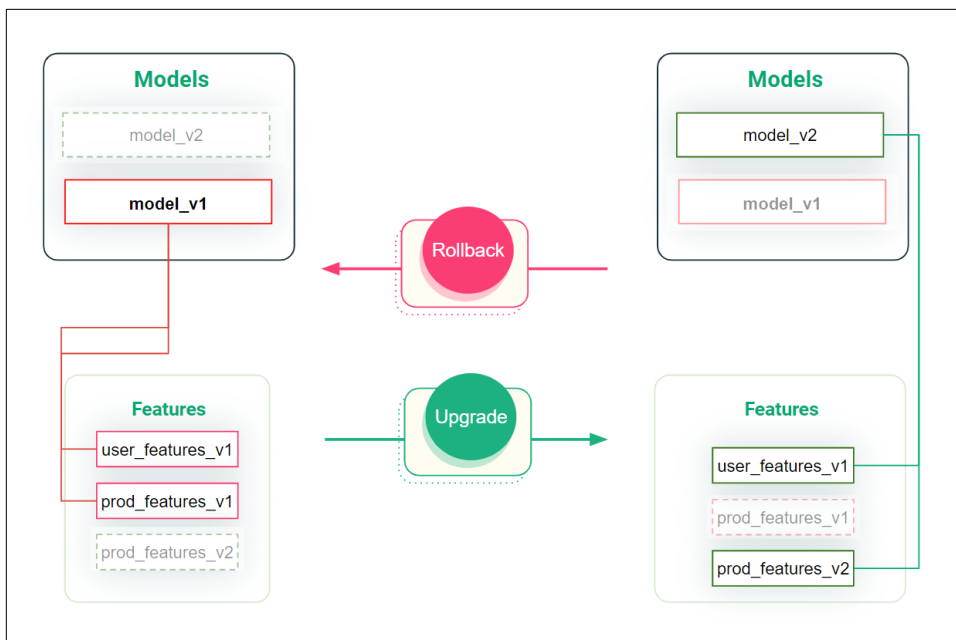 Models
model_v2
model_v1
Features
user_features_v1
prod_features_v1
prod_features_v2
Rollback
Upgrade
Models
model_v2
model_v1
Features
user_features_v1
prod_features_v1
prod_features_v2